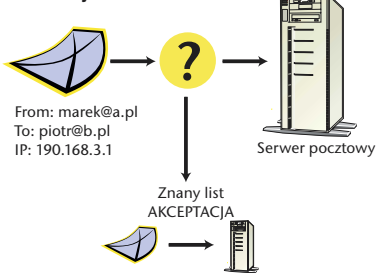 ?
From: marek@a.pl
To: piotr@b.pl
IP: 190.168.3.1
Serwer pocztowy
Znany list
AKCEPTACJA